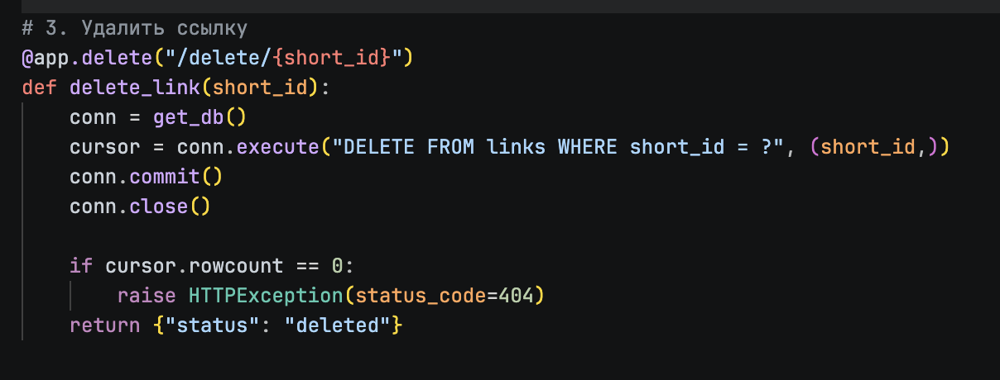 # 3. Удалить ссылку
@app.delete("/delete/{short_id}")
def delete_link(short_id):
    conn = get_db()
    cursor = conn.execute("DELETE FROM links WHERE short_id = ?", (short_id,))
    conn.commit()
    conn.close()

    if cursor.rowcount == 0:
        raise HTTPException(status_code=404)
    return {"status": "deleted"}